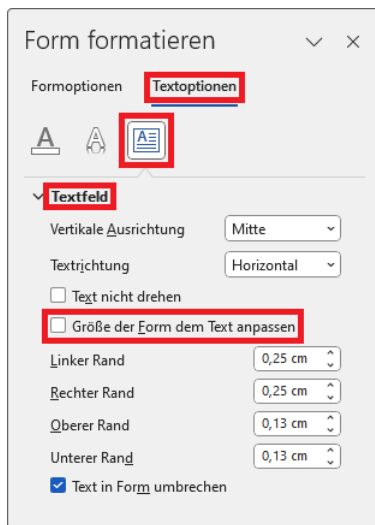 Form formatieren
Formoptionen Textoptionen
A A A
Textfeld
Vertikale Ausrichtung Mitte
Textrichtung Horizontal
Text nicht drehen
Größe der Form dem Text anpassen
Linker Rand 0,25 cm
Rechter Rand 0,25 cm
Oberer Rand 0,13 cm
Unterer Rand 0,13 cm
Text in Form umbrechen